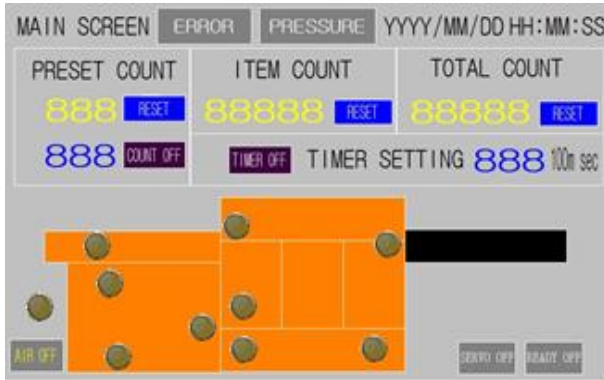 MAIN SCREEN ERROR PRESSURE YYYY/MM/DD HH:MM:SS
PRESET COUNT ITEM COUNT TOTAL COUNT
888 RESET 88888 RESET 88888 RESET
888 COUNT OFF TIMER OFF TIMER SETTING 888 100m sec
AIR OFF SERVO OFF READY OFF